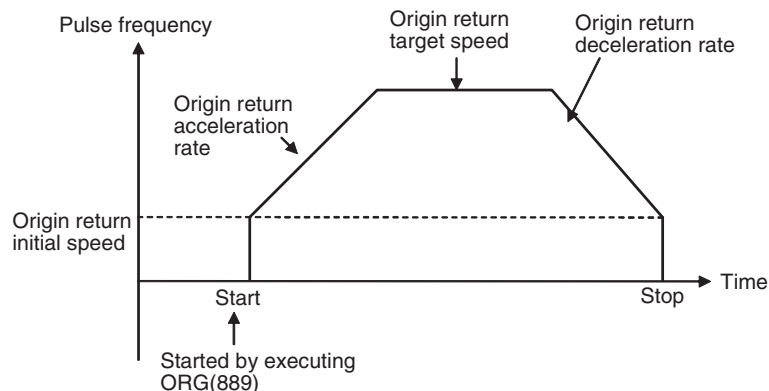 Pulse frequency
Origin return
target speed
Origin return
deceleration rate
Origin return
acceleration
rate
Origin return
initial speed
Start
Stop
Time
Started by executing
ORG(889)